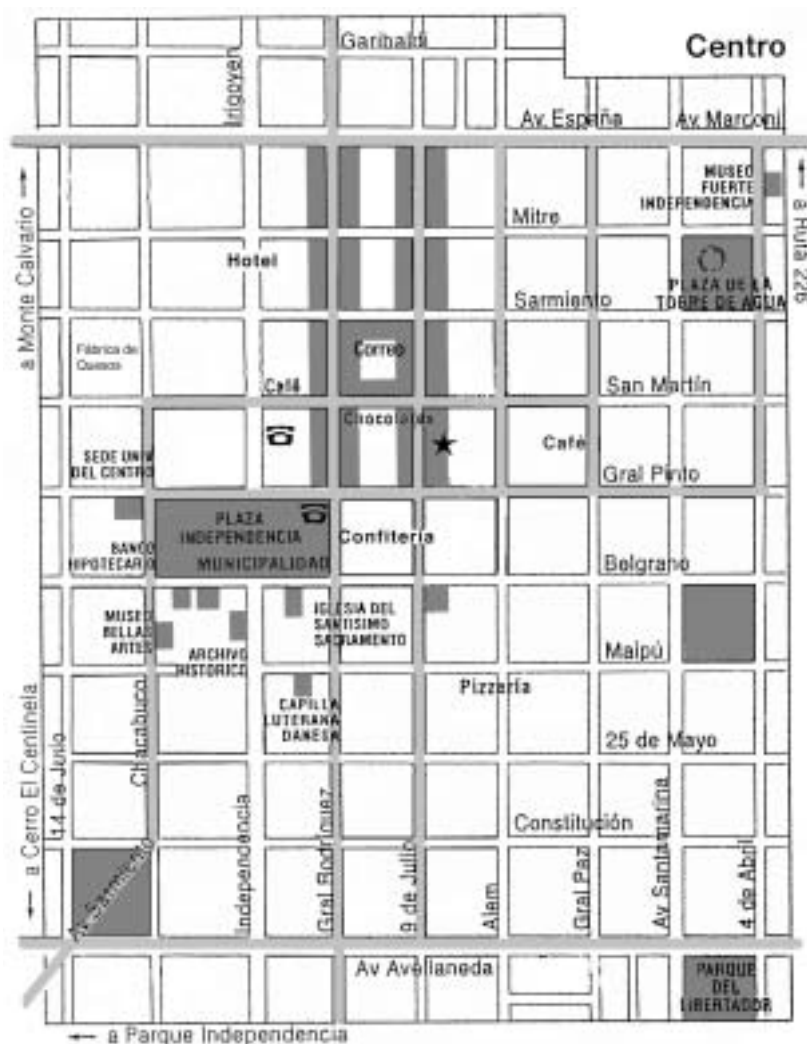 Garibaldi
Centro
Irigoyen
Av. España
Av. Marconi
MUSEO
FUERTE
INDEPENDENCIA
a Monte Calvario
a Ruta 226
Mitre
Hotel
PLAZA DE LA
TORRE DE AGUA
Sarmiento
Fábrica de
Quesos
Correo
Café
San Martín
Chocolates
Café
SEDE UNIV
DEL CENTRO
Gral Pinto
PLAZA
INDEPENDENCIA
MUNICIPALIDAD
Confitería
BANCO
HIPOTECARIO
Belgrano
MUSEO
BELLAS
ARTES
ARCHIVO
HISTORICO
IGLESIA DEL
SANTISIMO
SACRAMENTO
Maipú
Pizzaría
CAPILLA
LUTERANA
DANESA
25 de Mayo
a Cerro El Centinela
14 de Junio
Chacabuco
Independencia
Gral Rodríguez
9 de Julio
Alem
Gral Paz
Av Santamarina
4 de Abril
Constitución
Av Sarmiento
Av Avellaneda
PARQUE
DEL
LIBERTADOR
a Parque Independencia